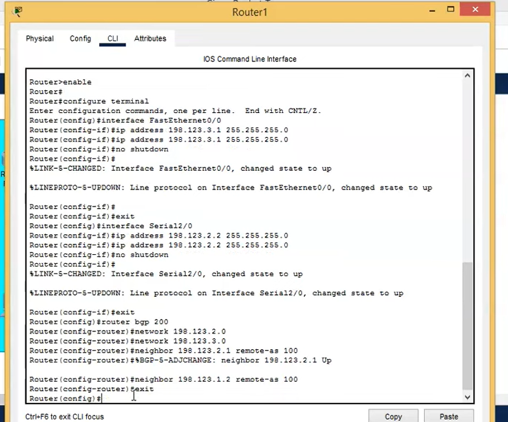 Router1
Physical Config CLI Attributes
IOS Command Line Interface
Router>enable
Router#
Router#configure terminal
Enter configuration commands, one per line. End with CNTL/Z.
Router(config)#interface FastEthernet0/0
Router(config-if)#ip address 198.123.3.1 255.255.255.0
Router(config-if)#ip address 198.123.3.1 255.255.255.0
Router(config-if)#no shutdown
Router(config-if)#
%LINK-5-CHANGED: Interface FastEthernet0/0, changed state to up
%LINEPROTO-5-UPDOWN: Line protocol on Interface FastEthernet0/0, changed state to up
Router(config-if)#
Router(config-if)#exit
Router(config)#interface Serial2/0
Router(config-if)#ip address 198.123.2.2 255.255.255.0
Router(config-if)#ip address 198.123.2.2 255.255.255.0
Router(config-if)#no shutdown
Router(config-if)#
%LINK-5-CHANGED: Interface Serial2/0, changed state to up
%LINEPROTO-5-UPDOWN: Line protocol on Interface Serial2/0, changed state to up
Router(config-if)#exit
Router(config)#router bgp 200
Router(config-router)#network 198.123.2.0
Router(config-router)#network 198.123.3.0
Router(config-router)#neighbor 198.123.2.1 remote-as 100
Router(config-router)#%BGP-5-ADJCHANGE: neighbor 198.123.2.1 Up
Router(config-router)#neighbor 198.123.1.2 remote-as 100
Router(config-router)#exit
Router(config)#
Ctrl+F6 to exit CLI focus
Copy Paste